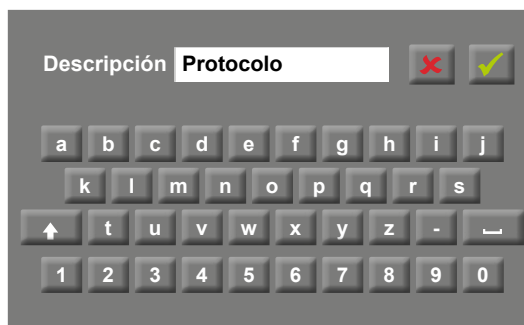 Descripción Protocolo
a b c d e f g h i j
k l m n o p q r s
t u v w x y z -
1 2 3 4 5 6 7 8 9 0